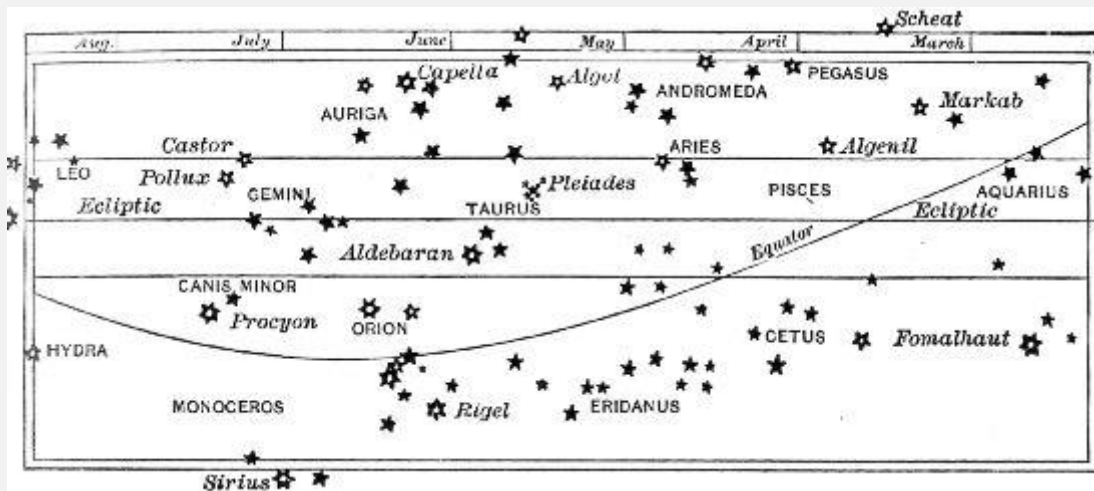 Scheat
Aug. July June May April March
Capella Algol PEGASUS
ANDROMEDA
AURIGA Markab
Castor ARIES Algenil
LEO
Pollux Pleiades PISCES AQUARIUS
GEMINI
Ecliptic TAURUS Ecliptic
Aldebaran Equator
CANIS MINOR
Procyon ORION CETUS Fomalhaut
HYDRA
MONOCEROS Rigel ERIDANUS
Sirius